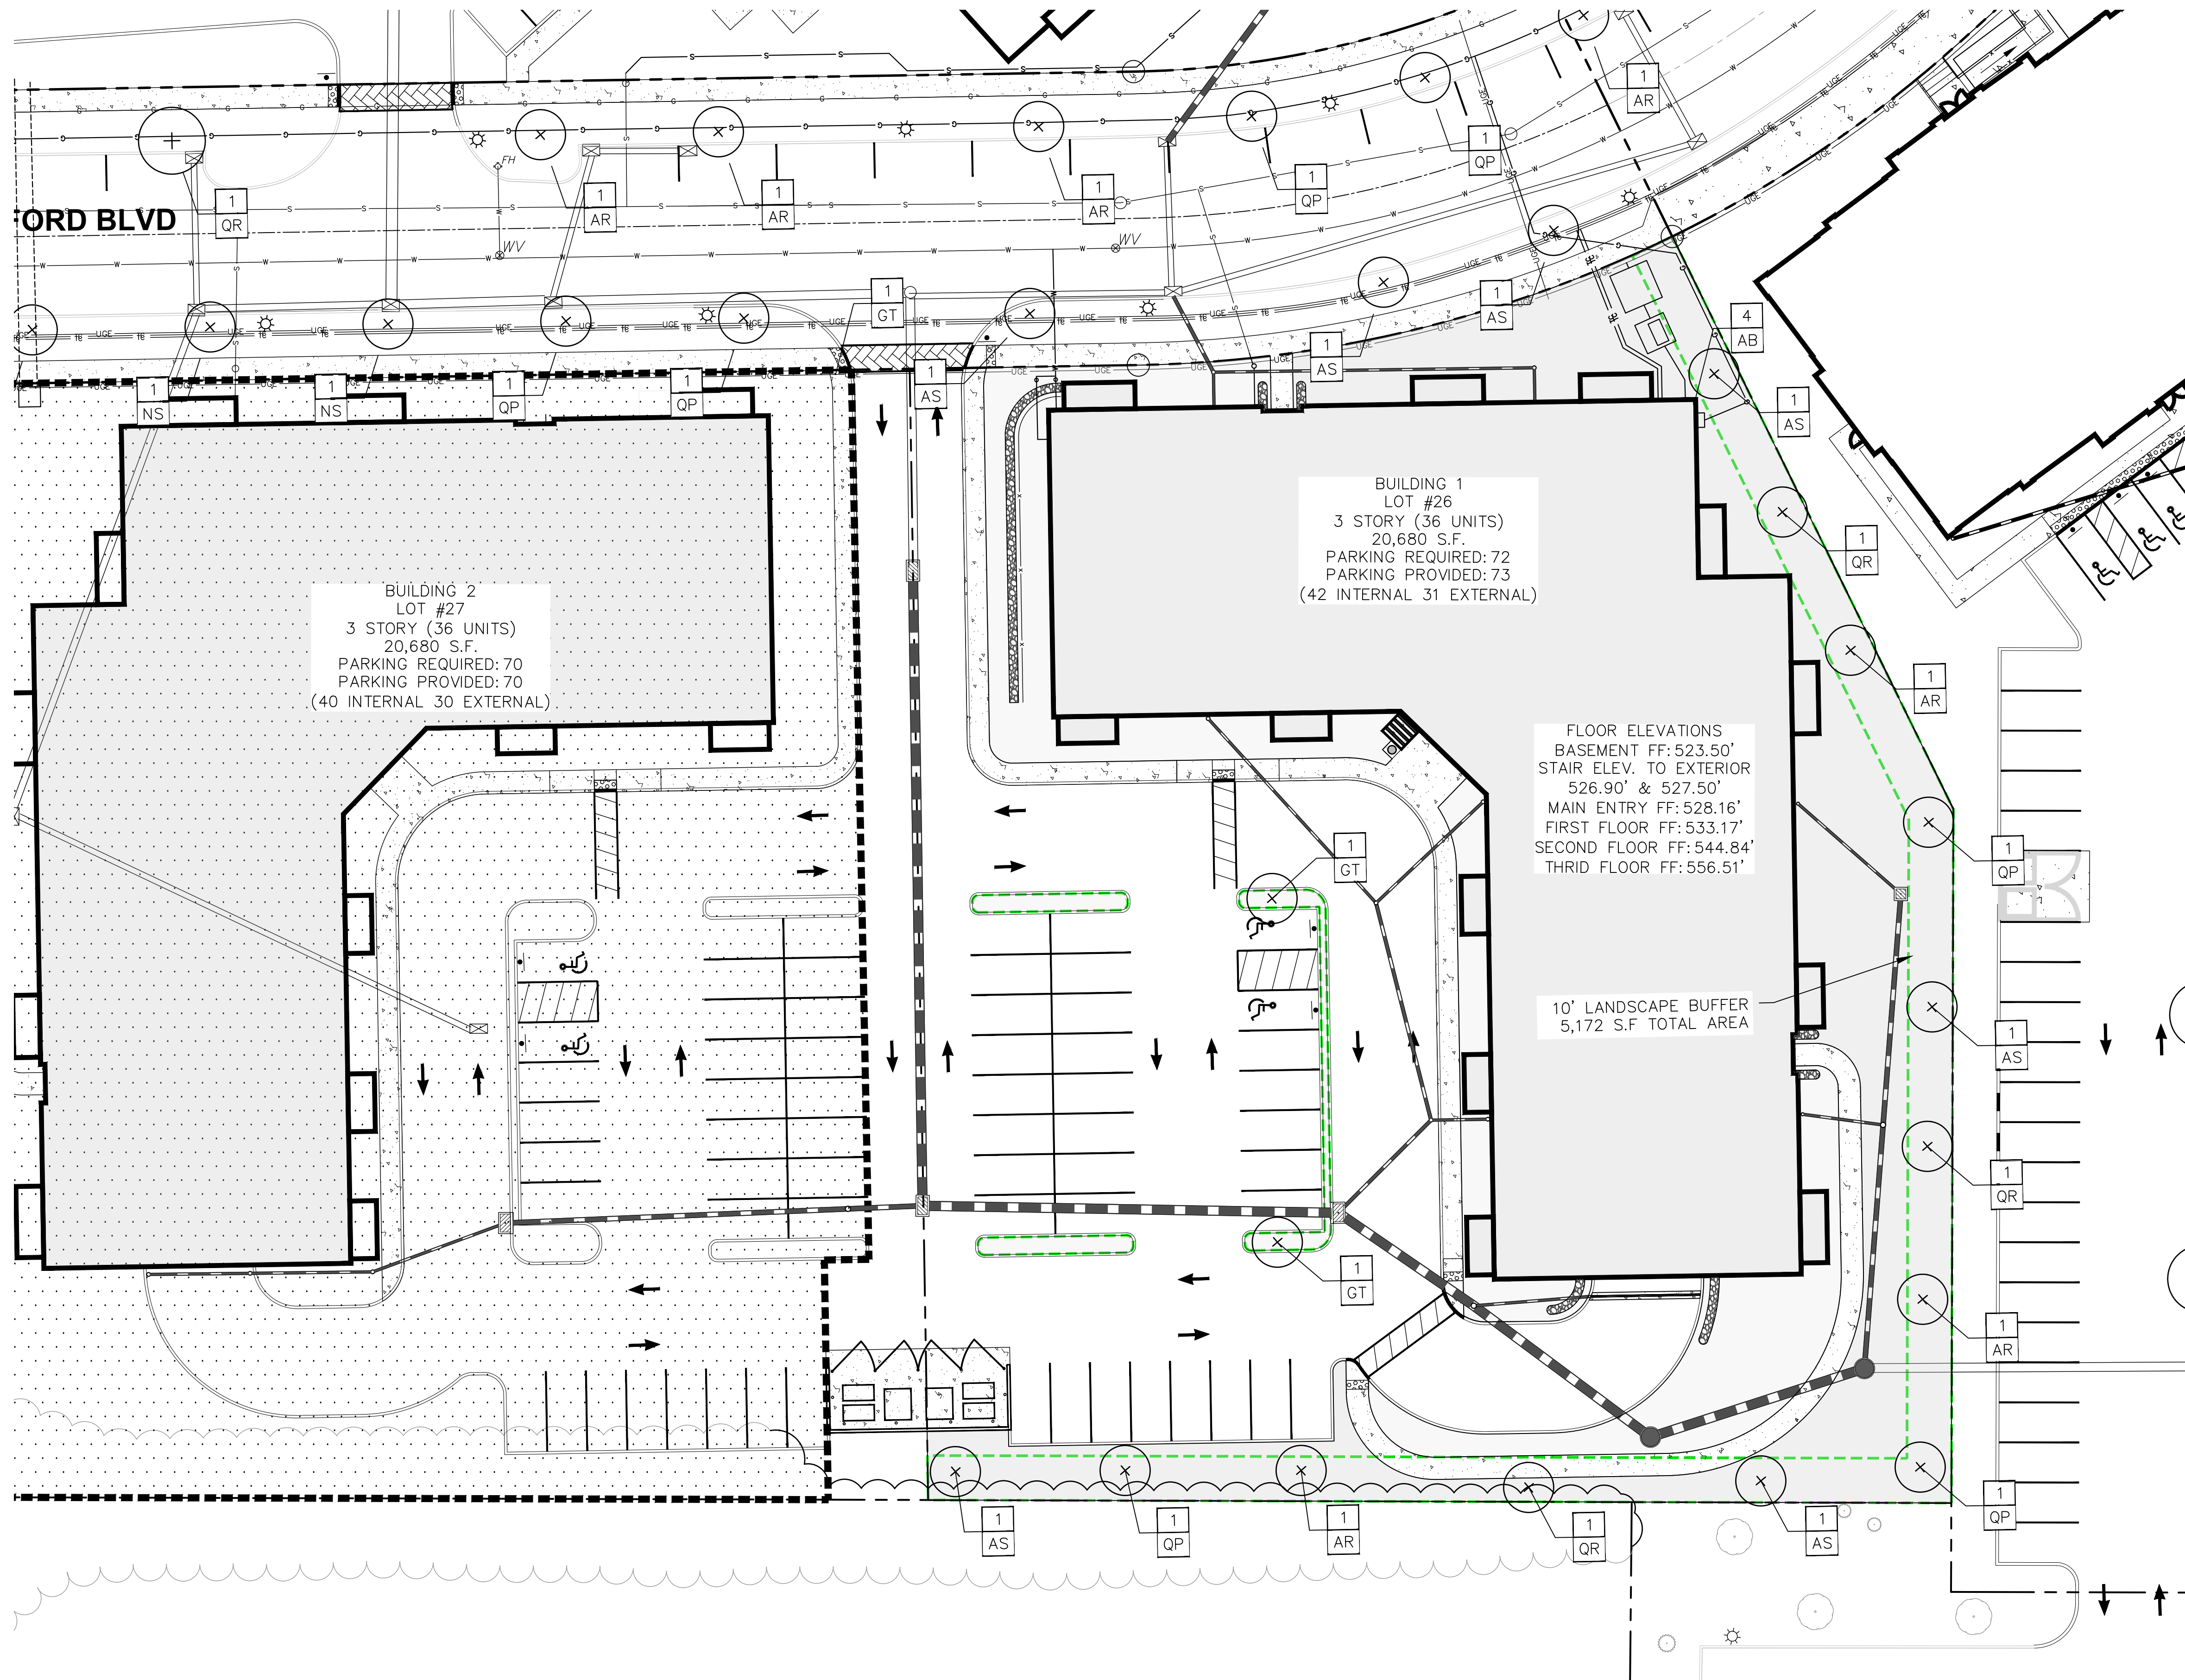 FORD BLVD
FH
WV
WV
1
QR
1
AR
1
AR
1
AR
1
QP
1
QP
1
AR
1
GT
1
AS
1
AS
1
AS
4
AB
1
AS
1
NS
1
NS
1
QP
1
QP
1
QR
1
AR
1
QP
1
AS
1
QR
1
AR
1
QP
1
GT
1
GT
BUILDING 2
LOT #27
3 STORY (36 UNITS)
20,680 S.F.
PARKING REQUIRED: 70
PARKING PROVIDED: 70
(40 INTERNAL 30 EXTERNAL)
BUILDING 1
LOT #26
3 STORY (36 UNITS)
20,680 S.F.
PARKING REQUIRED: 72
PARKING PROVIDED: 73
(42 INTERNAL 31 EXTERNAL)
FLOOR ELEVATIONS
BASEMENT FF: 523.50'
STAIR ELEV. TO EXTERIOR
526.90' & 527.50'
MAIN ENTRY FF: 528.16'
FIRST FLOOR FF: 533.17'
SECOND FLOOR FF: 544.84'
THRID FLOOR FF: 556.51'
10' LANDSCAPE BUFFER
5,172 S.F TOTAL AREA
1
AS
1
QP
1
AR
1
QR
1
AS